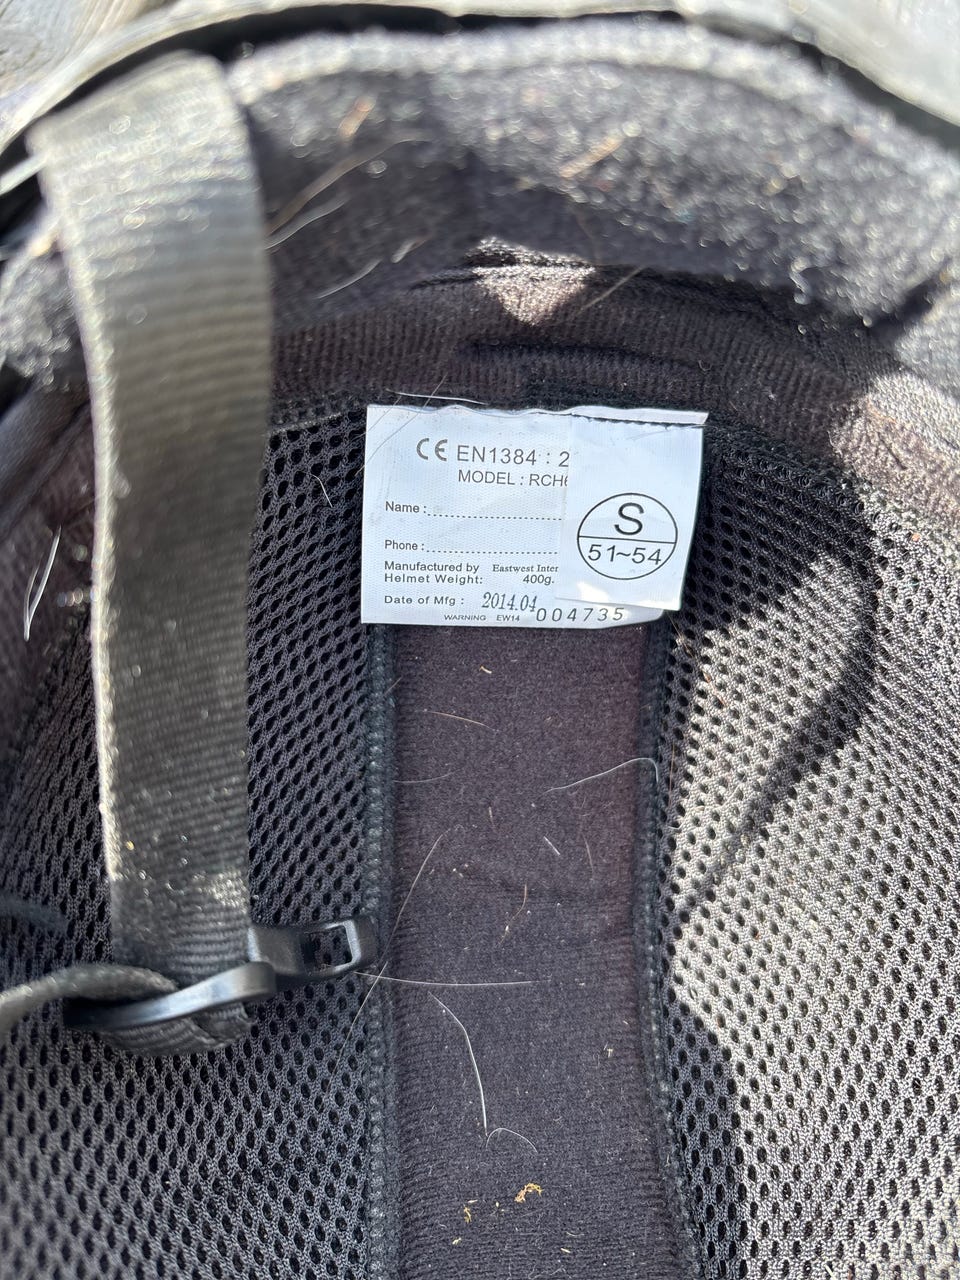 CE EN1384 : 2
MODEL : RCH6
Name :
Phone :
Manufactured by Eastwest Inter
Helmet Weight: 400g.
Date of Mfg : 2014.04
WARNING EW14 004735
S
51~54